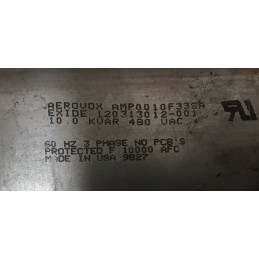 AEROVOX AMP0010F339A
EXIDE 120313012-001
10.0 KVAR 480 VAC
60 HZ 3 PHASE NO PCB'S
PROTECTED F 10000 AFC
MADE IN USA 9827